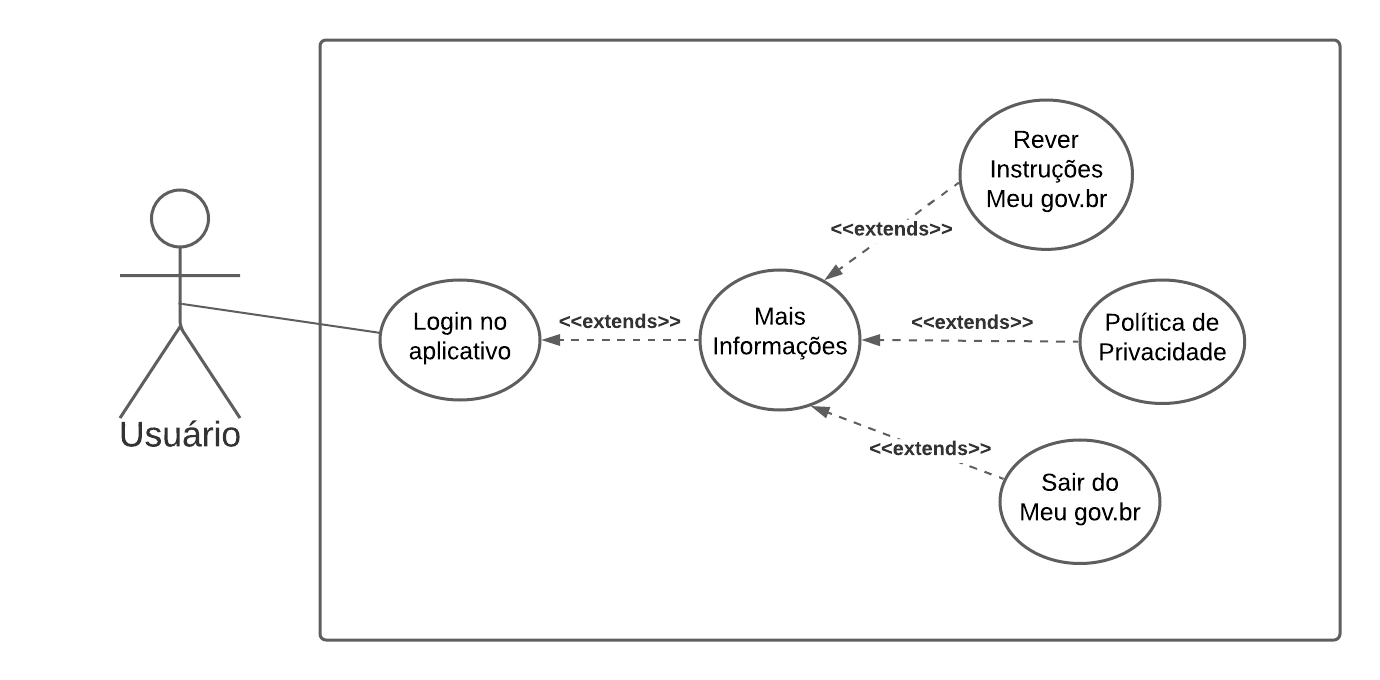 Rever
Instruções
Meu gov.br
<<extends>>
Login no
aplicativo
<<extends>>
Mais
Informações
<<extends>>
Política de
Privacidade
Usuário
<<extends>>
Sair do
Meu gov.br